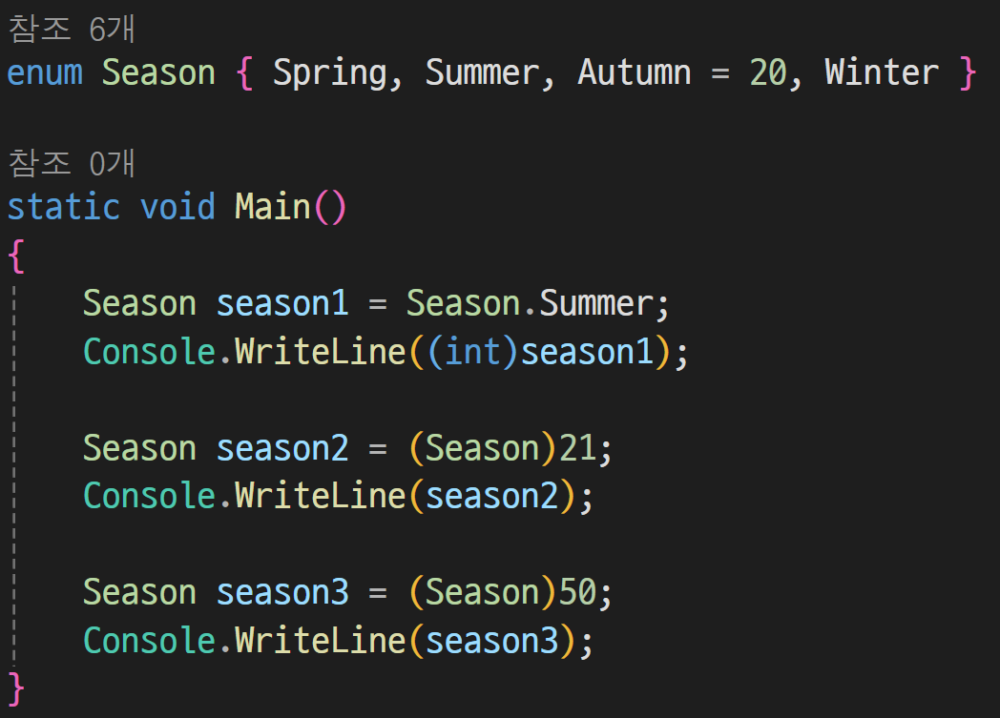 참조 6개
enum Season { Spring, Summer, Autumn = 20, Winter }
참조 0개
static void Main()
{
Season season1 = Season.Summer;
Console.WriteLine((int)season1);
Season season2 = (Season)21;
Console.WriteLine(season2);
Season season3 = (Season)50;
Console.WriteLine(season3);
}